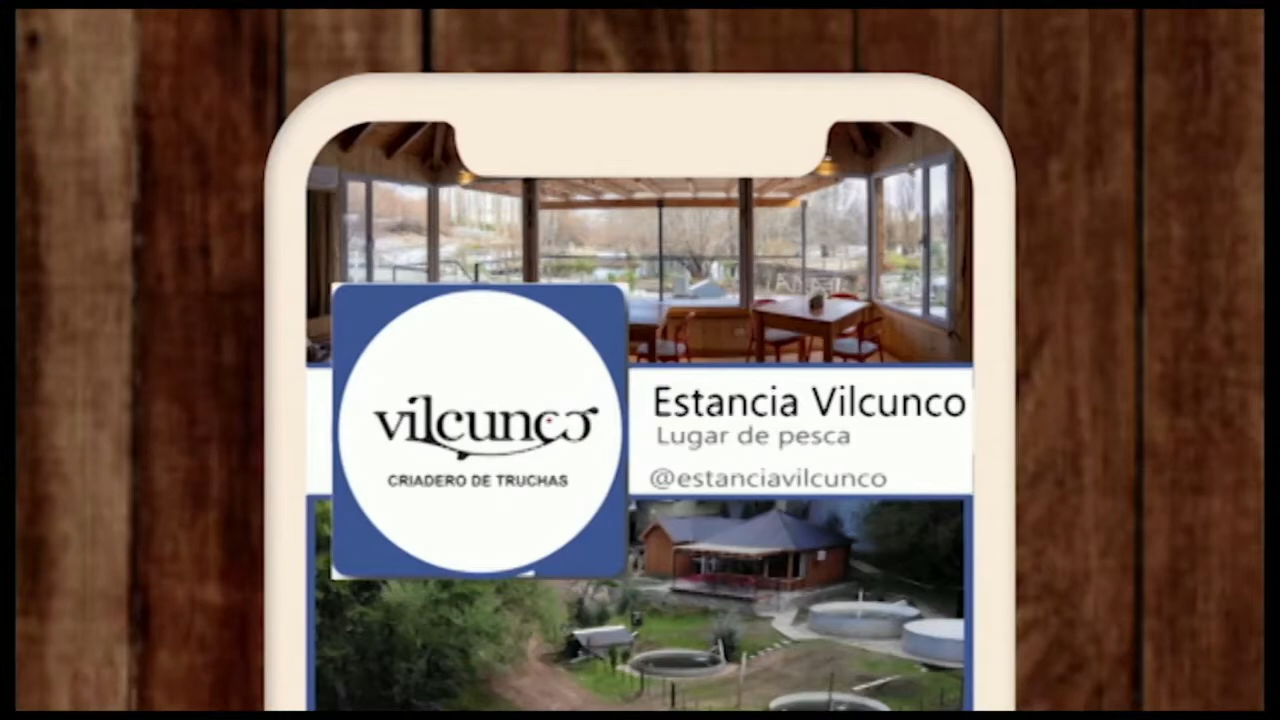 vilcunco
CRIADERO DE TRUCHAS
Estancia Vilcunco
Lugar de pesca
@estanciavilcunco